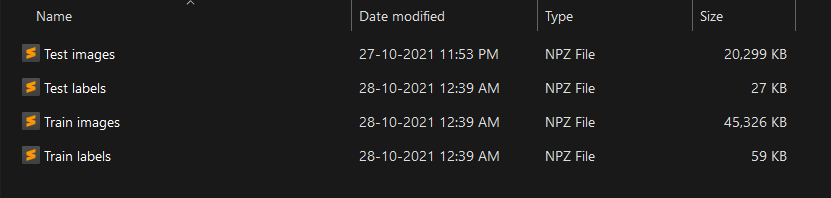 Name Date modified Type Size
Test images 27-10-2021 11:53 PM NPZ File 20,299 KB
Test labels 28-10-2021 12:39 AM NPZ File 27 KB
Train images 28-10-2021 12:39 AM NPZ File 45,326 KB
Train labels 28-10-2021 12:39 AM NPZ File 59 KB